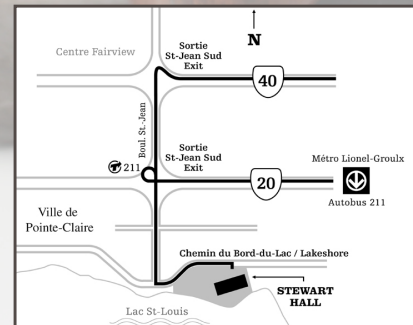 N
Centre Fairview
Sortie
St-Jean Sud
Exit
40
Boul. St.-Jean
Sortie
St-Jean Sud
Exit
211
20
Métro Lionel-Groulx
Autobus 211
Ville de
Pointe-Claire
Chemin du Bord-du-Lac / Lakeshore
STEWART
HALL
Lac St-Louis